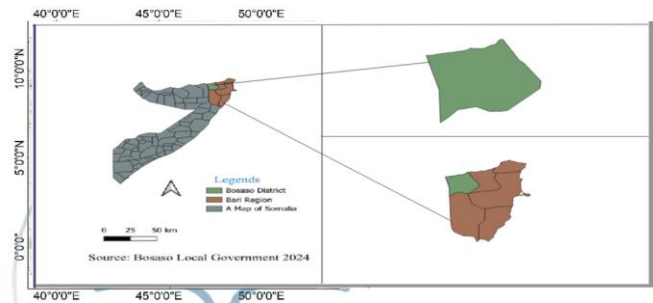 40°0'0"E 45°0'0"E 50°0'0"E
10°0'0"N
5°0'0"N
0°0'0"
Legends
Bosaso District
Bari Region
A Map of Somalia
0 25 50 km
Source: Bosaso Local Government 2024
40°0'0"E 45°0'0"E 50°0'0"E